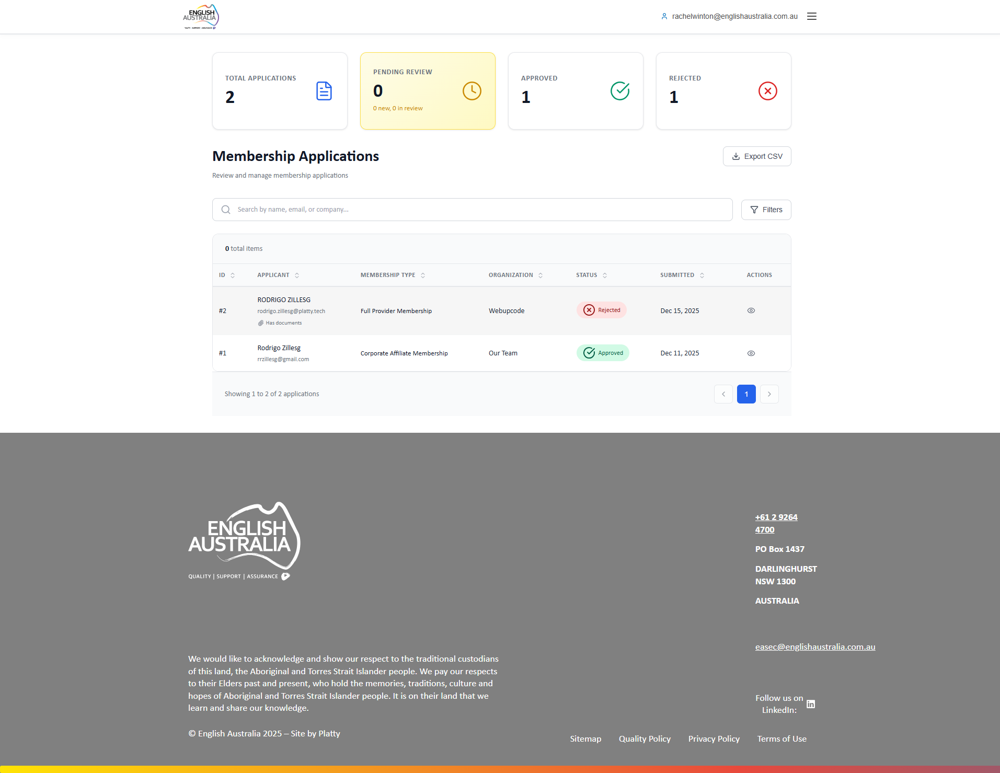 ENGLISH
AUSTRALIA
rachelwinton@englishaustralia.com.au
TOTAL APPLICATIONS
2
PENDING REVIEW
0
0 new, 0 in review
APPROVED
1
REJECTED
1
Membership Applications
Export CSV
Review and manage membership applications
Search by name, email, or company...
Filters
0 total items
ID APPLICANT MEMBERSHIP TYPE ORGANIZATION STATUS SUBMITTED ACTIONS
RODRIGO ZILLESG
#2 rodrigo.zillesg@platty.tech Full Provider Membership Webupcode Rejected Dec 15, 2025
Has documents
Rodrigo Zillesg
#1 Corporate Affiliate Membership Our Team Approved Dec 11, 2025
rrzillesg@gmail.com
Showing 1 to 2 of 2 applications
1
ENGLISH
AUSTRALIA
QUALITY | SUPPORT | ASSURANCE
+61 2 9264
4700
PO Box 1437
DARLINGHURST
NSW 1300
AUSTRALIA
easec@englishaustralia.com.au
We would like to acknowledge and show our respect to the traditional custodians
of this land, the Aboriginal and Torres Strait Islander people. We pay our respects
to their Elders past and present, who hold the memories, traditions, culture and
hopes of Aboriginal and Torres Strait Islander people. It is on their land that we
learn and share our knowledge.
Follow us on
LinkedIn:
© English Australia 2025 – Site by Platty
Sitemap Quality Policy Privacy Policy Terms of Use